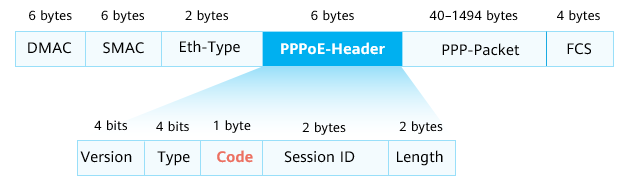 6 bytes 6 bytes 2 bytes 6 bytes 40–1494 bytes 4 bytes
DMAC SMAC Eth-Type PPPoE-Header PPP-Packet FCS
4 bits 4 bits 1 byte 2 bytes 2 bytes
Version Type Code Session ID Length